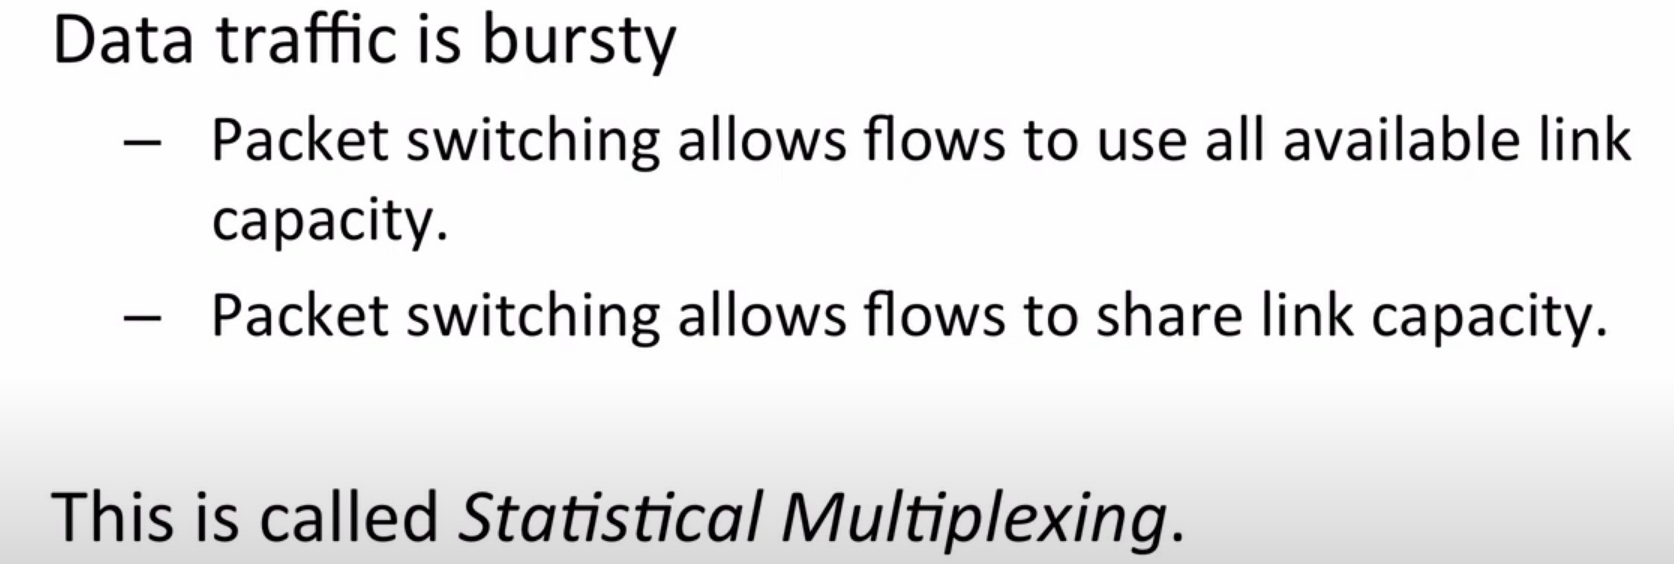 Data traffic is bursty
– Packet switching allows flows to use all available link
capacity.
– Packet switching allows flows to share link capacity.
This is called Statistical Multiplexing.